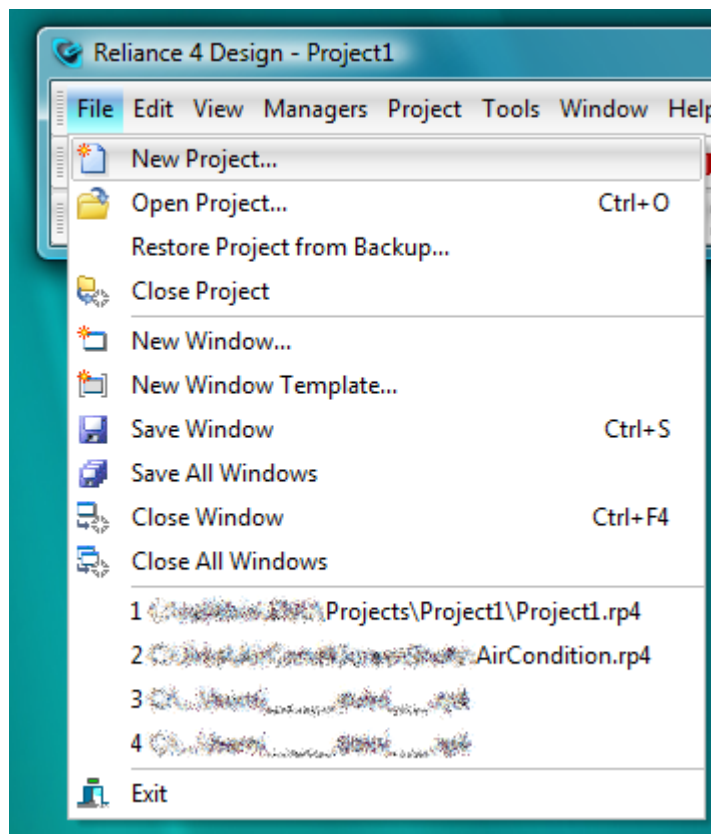 Reliance 4 Design - Project1
File Edit View Managers Project Tools Window Help
New Project...
Open Project... Ctrl+O
Restore Project from Backup...
Close Project
New Window...
New Window Template...
Save Window Ctrl+S
Save All Windows
Close Window Ctrl+F4
Close All Windows
1 \Projects\Project1\Project1.rp4
2 AirCondition.rp4
3
4
Exit